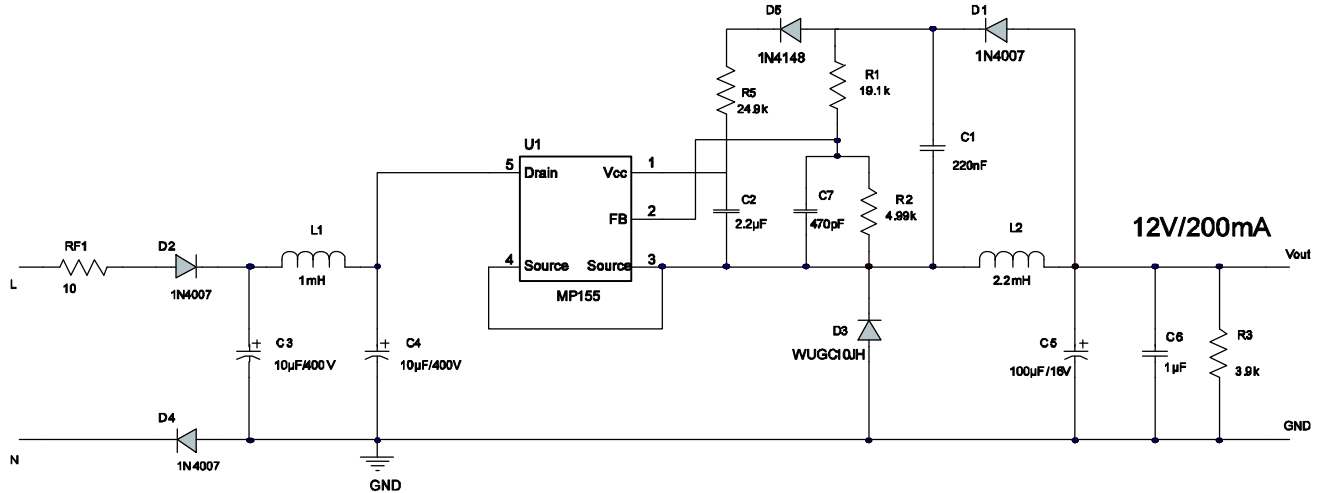 D5
D1
1N4148
1N4007
R1
19.1k
R5
24.9k
C1
220nF
U1
5
Drain
Vcc
1
FB
2
4
Source
Source
3
MP155
C2
2.2µF
C7
470pF
R2
4.99k
12V/200mA
L2
2.2mH
Vout
RF1
10
L
D2
1N4007
L1
1mH
C3
10µF/400V
C4
10µF/400V
D3
WUGC10JH
C5
100µF/16V
C6
1µF
R3
3.9k
D4
1N4007
N
GND
GND